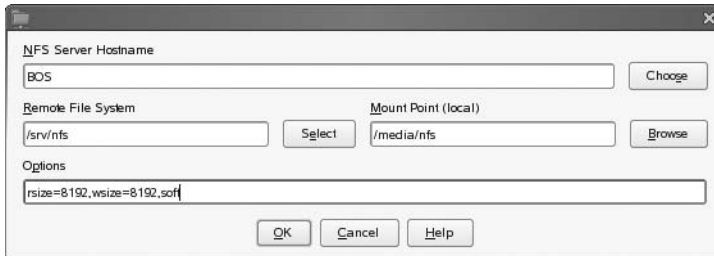 NFS Server Hostname
BOS
Choose
Remote File System
Mount Point (local)
/srv/nfs
Select
/media/nfs
Browse
Options
rsize=8192,wsize=8192,soft
OK
Cancel
Help